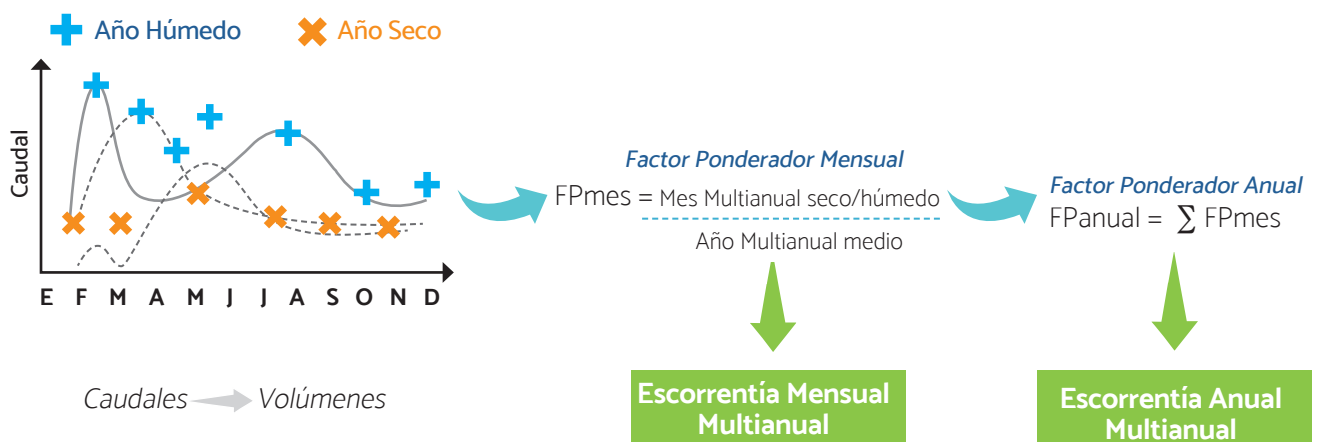 Año Húmedo
Año Seco
Caudal
E F M A M J J A S O N D
Caudales Volúmenes
Factor Ponderador Mensual
FPmes = Mes Multianual seco/húmedo
Año Multianual medio
Factor Ponderador Anual
FPanual = ∑ FPmes
Escorrentía Mensual
Multianual
Escorrentía Anual
Multianual